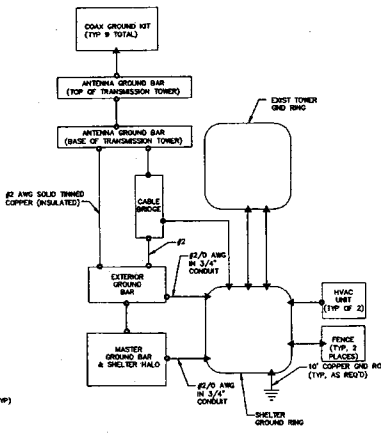 COAX GROUND KIT
(TYP 9 TOTAL)
ANTENNA GROUND BAR
(TOP OF TRANSMISSION TOWER)
ANTENNA GROUND BAR
(BASE OF TRANSMISSION TOWER)
EXIST TOWER
GND RING
#2 AWG SOLID TINNED
COPPER (INSULATED)
CABLE
BRIDGE
#2
#2/0 AWG
IN 3/4"
CONDUIT
EXTERIOR
GROUND
BAR
HVAC
UNIT
(TYP OF 2)
MASTER
GROUND BAR
& SHELTER HALO
FENCE
(TYP, 2
PLACES)
10' COPPER GND RO
(TYP, AS REQ'D)
#2/0 AWG
IN 3/4"
CONDUIT
SHELTER
GROUND RING
YP)